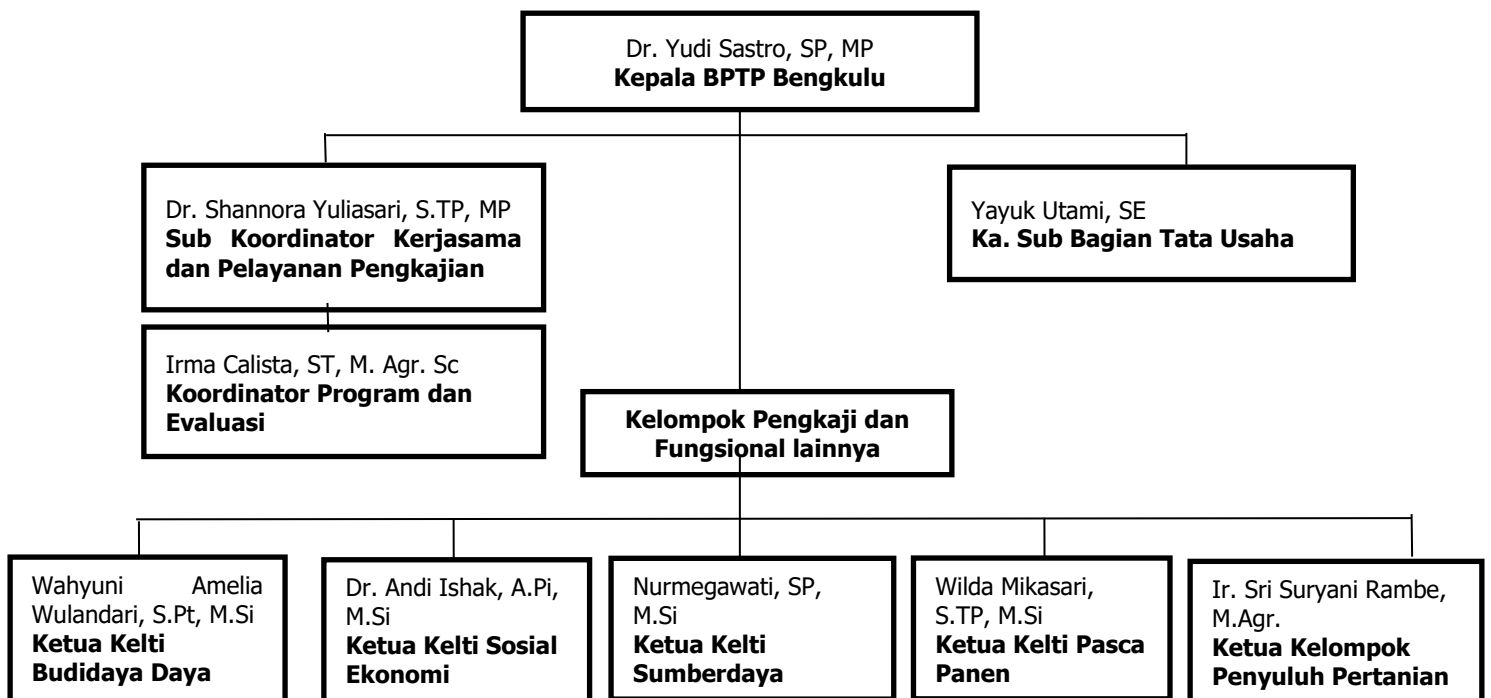 Dr. Yudi Sastro, SP, MP
Kepala BPTP Bengkulu
Dr. Shannora Yuliasari, S.TP, MP
Sub Koordinator Kerjasama
dan Pelayanan Pengkajian
Yayuk Utami, SE
Ka. Sub Bagian Tata Usaha
Irma Calista, ST, M. Agr. Sc
Koordinator Program dan
Evaluasi
Kelompok Pengkaji dan
Fungsional lainnya
Wahyuni Amelia
Wulandari, S.Pt, M.Si
Ketua Kelti
Budidaya Daya
Dr. Andi Ishak, A.Pi,
M.Si
Ketua Kelti Sosial
Ekonomi
Nurmegawati, SP,
M.Si
Ketua Kelti
Sumberdaya
Wilda Mikasari,
S.TP, M.Si
Ketua Kelti Pasca
Panen
Ir. Sri Suryani Rambe,
M.Agr.
Ketua Kelompok
Penyuluh Pertanian